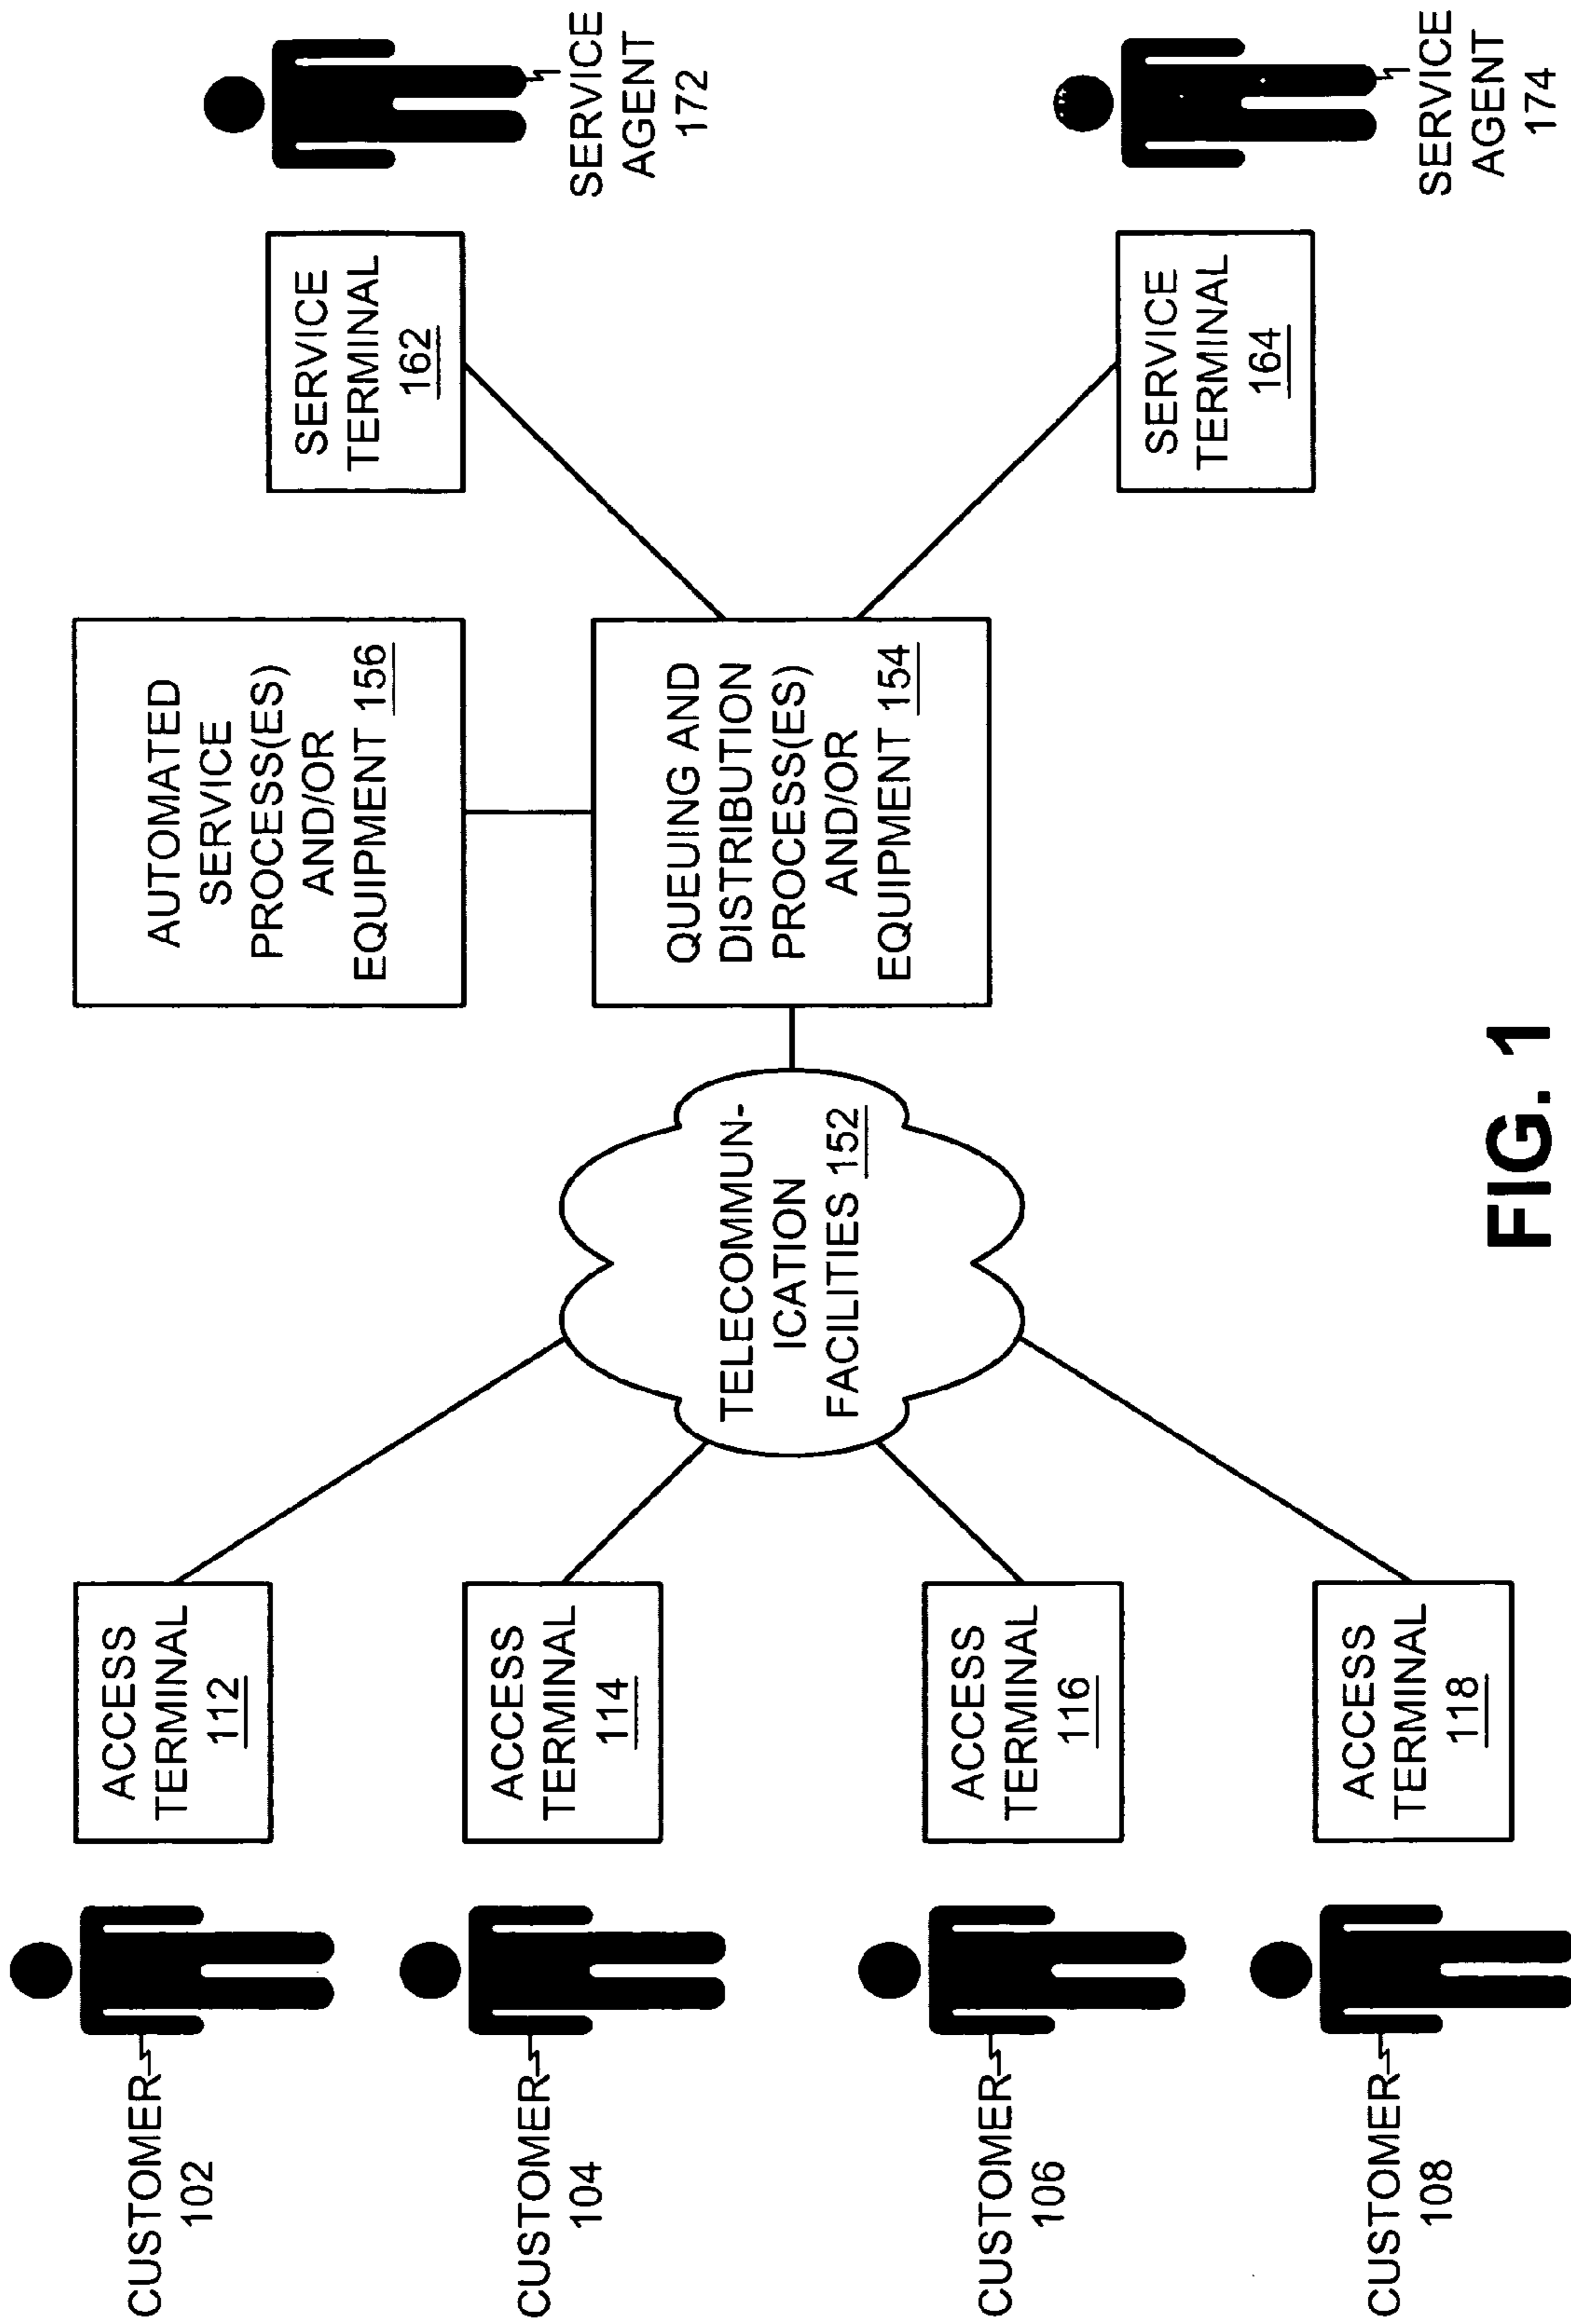 CUSTOMER
102
CUSTOMER
104
CUSTOMER
106
CUSTOMER
108
ACCESS
TERMINAL
112
ACCESS
TERMINAL
114
ACCESS
TERMINAL
116
ACCESS
TERMINAL
118
TELECOMMUN-
ICATION
FACILITIES 152
AUTOMATED
SERVICE
PROCESS(ES)
AND/OR
EQUIPMENT 156
QUEUING AND
DISTRIBUTION
PROCESS(ES)
AND/OR
EQUIPMENT 154
SERVICE
TERMINAL
162
SERVICE
TERMINAL
164
SERVICE
AGENT
172
SERVICE
AGENT
174
FIG. 1